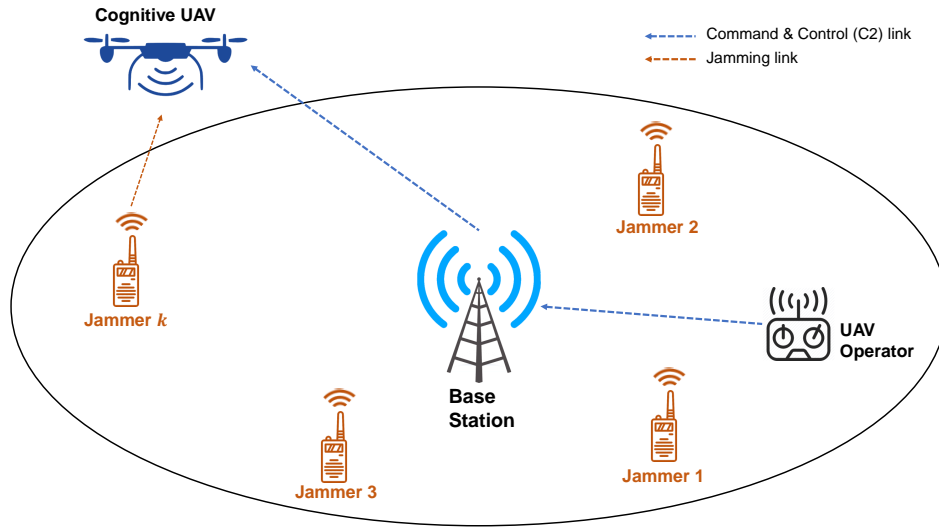 Cognitive UAV
Command & Control (C2) link
Jamming link
Jammer 2
Jammer k
UAV
Operator
Base
Station
Jammer 1
Jammer 3